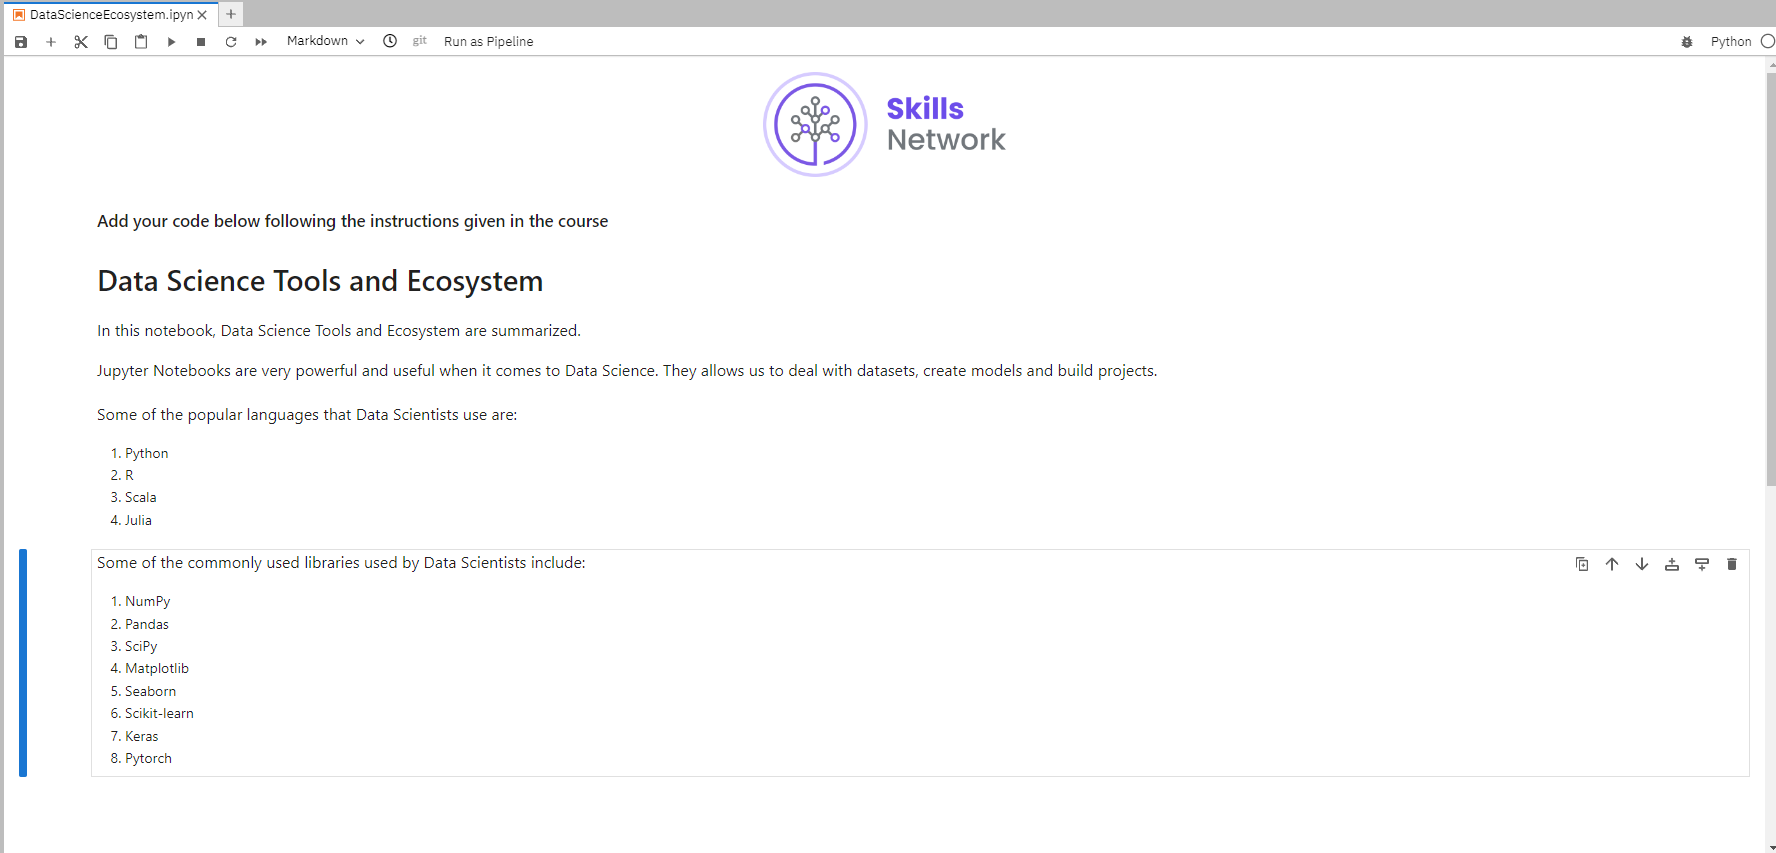 DataScienceEcosystem.ipyn
Markdown git Run as Pipeline Python
Skills
Network
Add your code below following the instructions given in the course
Data Science Tools and Ecosystem
In this notebook, Data Science Tools and Ecosystem are summarized.
Jupyter Notebooks are very powerful and useful when it comes to Data Science. They allows us to deal with datasets, create models and build projects.
Some of the popular languages that Data Scientists use are:
1. Python
2. R
3. Scala
4. Julia
Some of the commonly used libraries used by Data Scientists include:
1. NumPy
2. Pandas
3. SciPy
4. Matplotlib
5. Seaborn
6. Scikit-learn
7. Keras
8. Pytorch